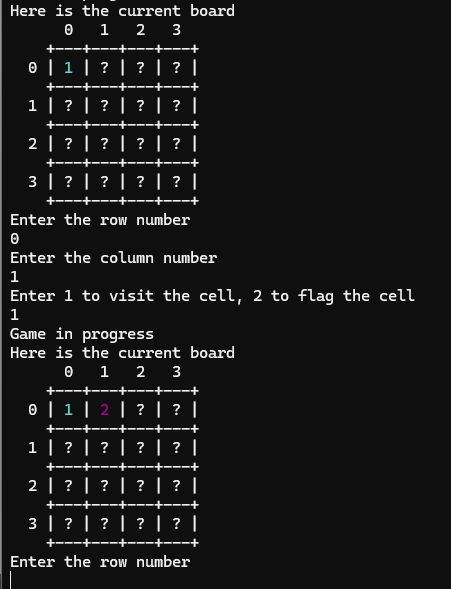 Here is the current board
      0   1   2   3
    +---+---+---+---+
  0 | 1 | ? | ? | ? |
    +---+---+---+---+
  1 | ? | ? | ? | ? |
    +---+---+---+---+
  2 | ? | ? | ? | ? |
    +---+---+---+---+
  3 | ? | ? | ? | ? |
    +---+---+---+---+
Enter the row number
0
Enter the column number
1
Enter 1 to visit the cell, 2 to flag the cell
1
Game in progress
Here is the current board
      0   1   2   3
    +---+---+---+---+
  0 | 1 | 2 | ? | ? |
    +---+---+---+---+
  1 | ? | ? | ? | ? |
    +---+---+---+---+
  2 | ? | ? | ? | ? |
    +---+---+---+---+
  3 | ? | ? | ? | ? |
    +---+---+---+---+
Enter the row number